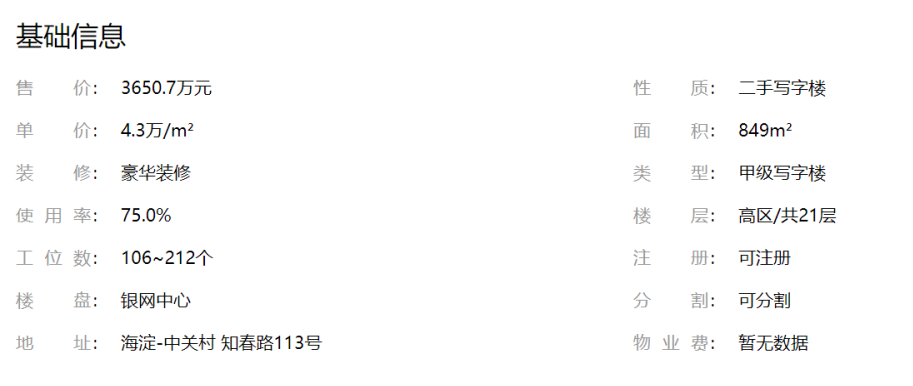 基础信息
售价： 3650.7万元 性质： 二手写字楼
单价： 4.3万/m² 面积： 849m²
装修： 豪华装修 类型： 甲级写字楼
使用率： 75.0% 楼层： 高区/共21层
工位数： 106~212个 注册： 可注册
楼盘： 银网中心 分割： 可分割
地址： 海淀-中关村 知春路113号 物业费： 暂无数据